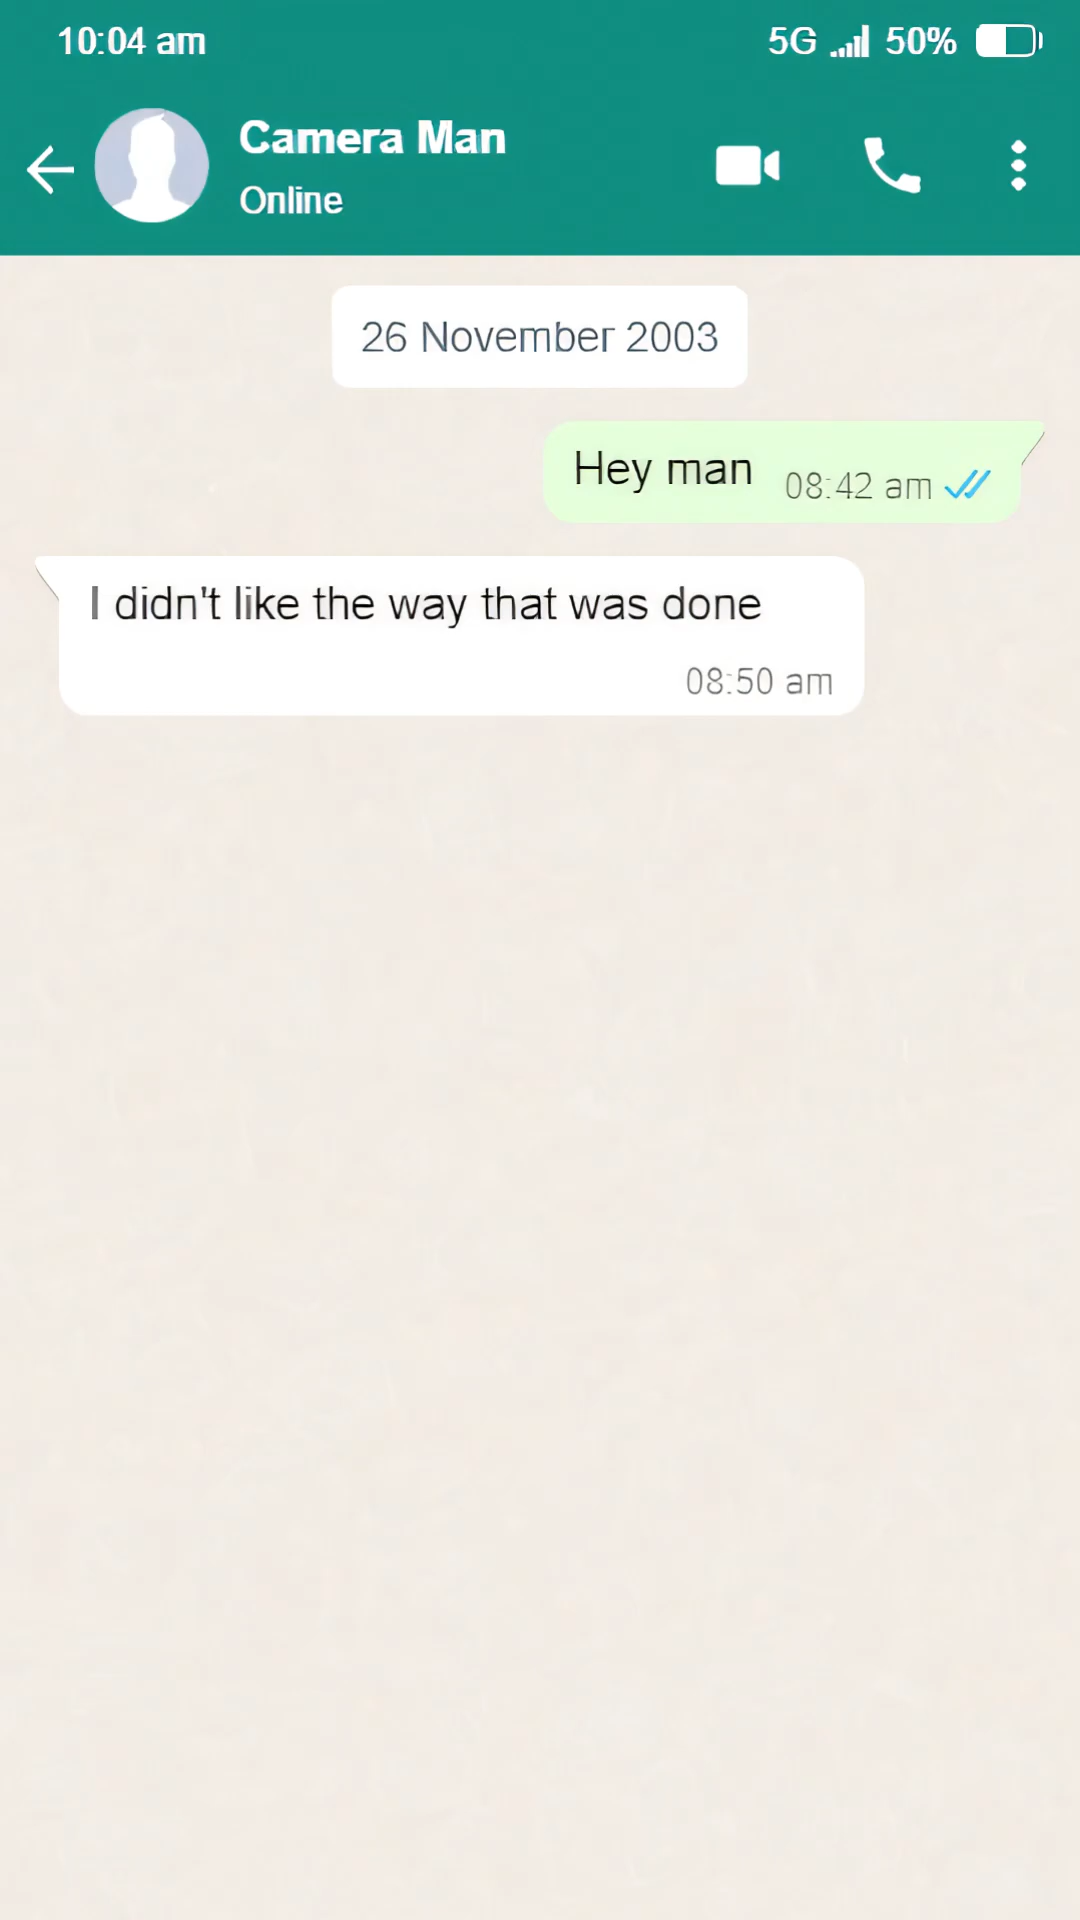 10:04 am 5G 50%
Camera Man
Online
26 November 2003
Hey man 08:42 am
I didn't like the way that was done
08:50 am